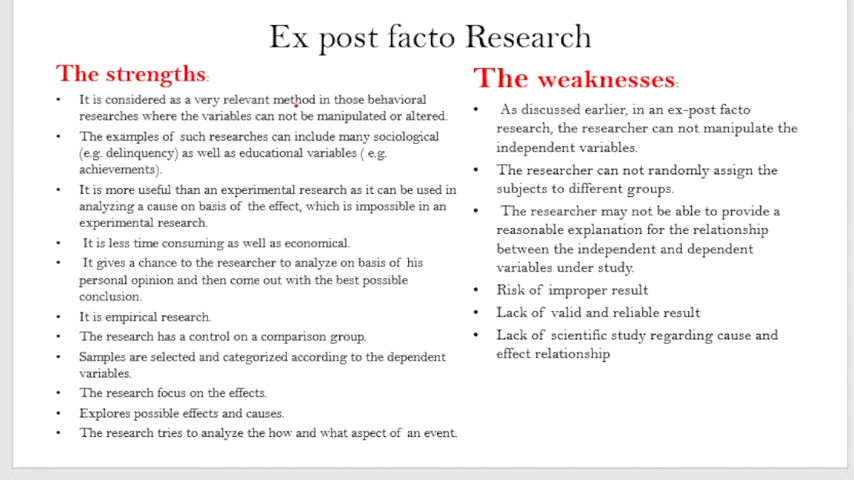 Ex post facto Research
The strengths:
• It is considered as a very relevant method in those behavioral
researches where the variables can not be manipulated or altered.
• The examples of such researches can include many sociological
(e.g. delinquency) as well as educational variables ( e.g.
achievements).
• It is more useful than an experimental research as it can be used in
analyzing a cause on basis of the effect, which is impossible in an
experimental research.
• It is less time consuming as well as economical.
• It gives a chance to the researcher to analyze on basis of his
personal opinion and then come out with the best possible
conclusion.
• It is empirical research.
• The research has a control on a comparison group.
• Samples are selected and categorized according to the dependent
variables.
• The research focus on the effects.
• Explores possible effects and causes.
• The research tries to analyze the how and what aspect of an event.
The weaknesses:
• As discussed earlier, in an ex-post facto
research, the researcher can not manipulate the
independent variables.
• The researcher can not randomly assign the
subjects to different groups.
• The researcher may not be able to provide a
reasonable explanation for the relationship
between the independent and dependent
variables under study.
• Risk of improper result
• Lack of valid and reliable result
• Lack of scientific study regarding cause and
effect relationship